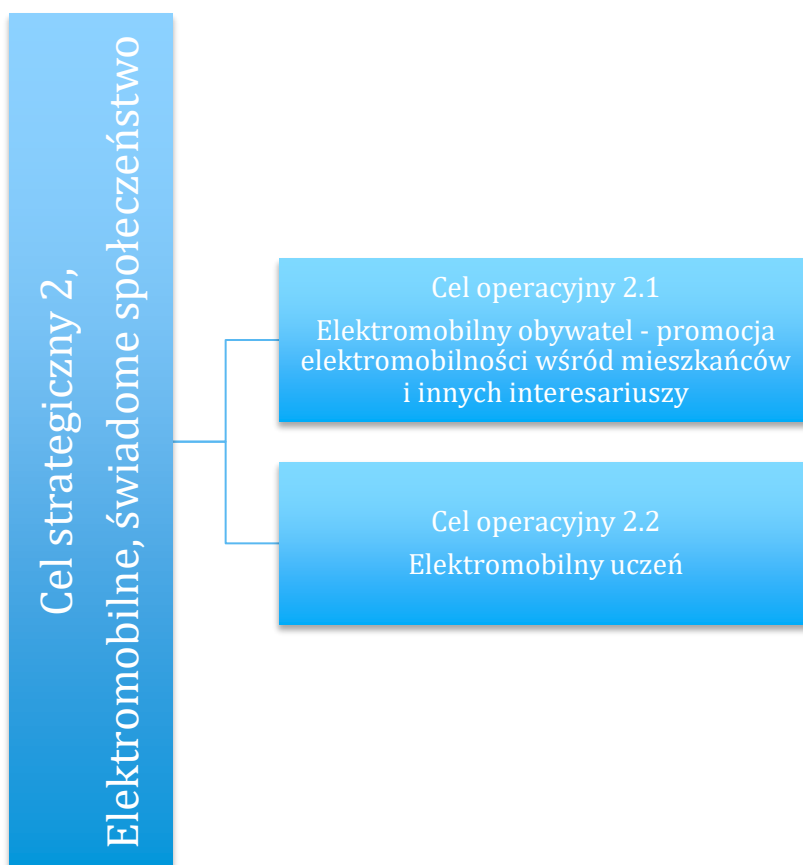 Cel strategiczny 2,
Elektromobilne, świadome społeczeństwo
Cel operacyjny 2.1
Elektromobilny obywatel - promocja
elektromobilności wśród mieszkańców
i innych interesariuszy
Cel operacyjny 2.2
Elektromobilny uczeń